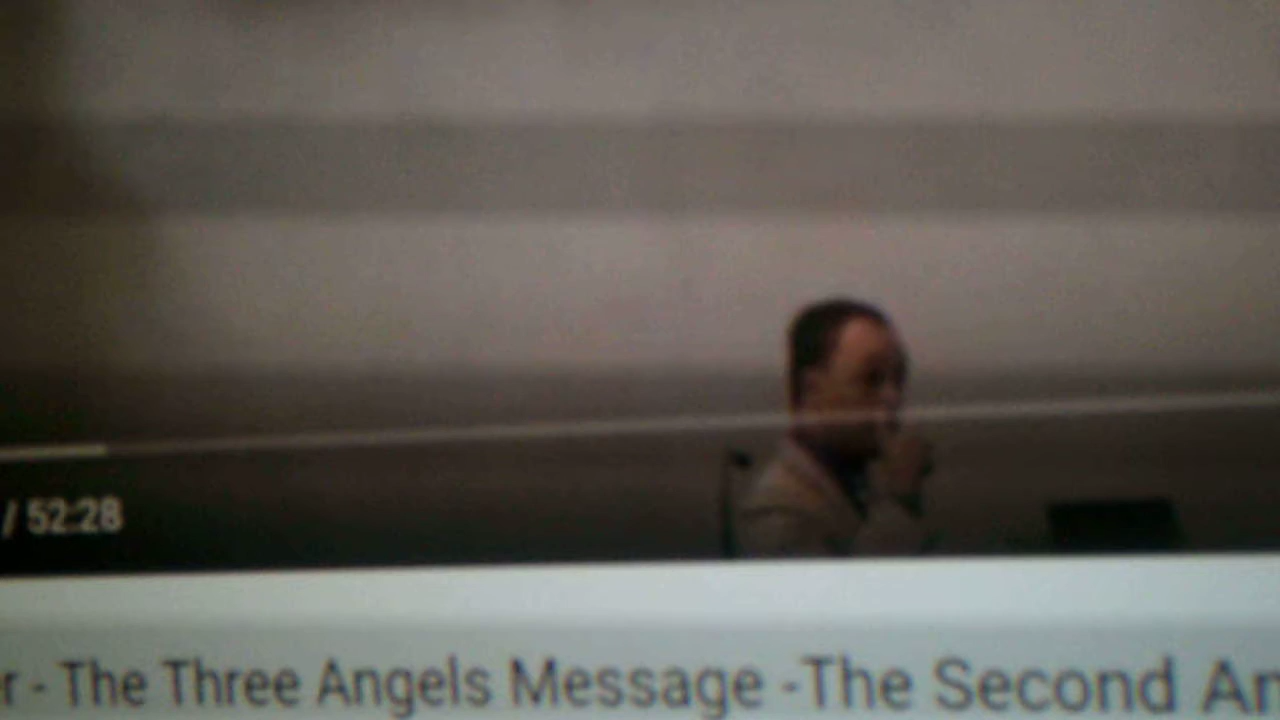 / 52:28
r - The Three Angels Message -The Second An